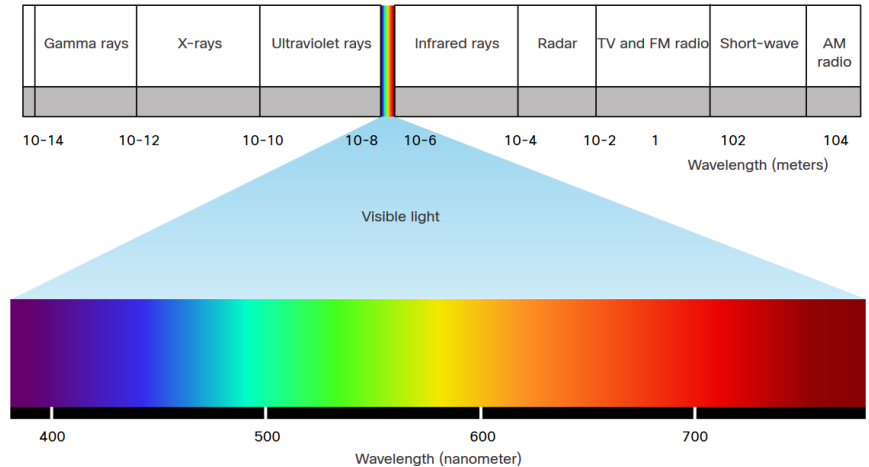 Gamma rays X-rays Ultraviolet rays Infrared rays Radar TV and FM radio Short-wave AM radio
10-14 10-12 10-10 10-8 10-6 10-4 10-2 1 102 104
Wavelength (meters)
Visible light
400 500 600 700
Wavelength (nanometer)